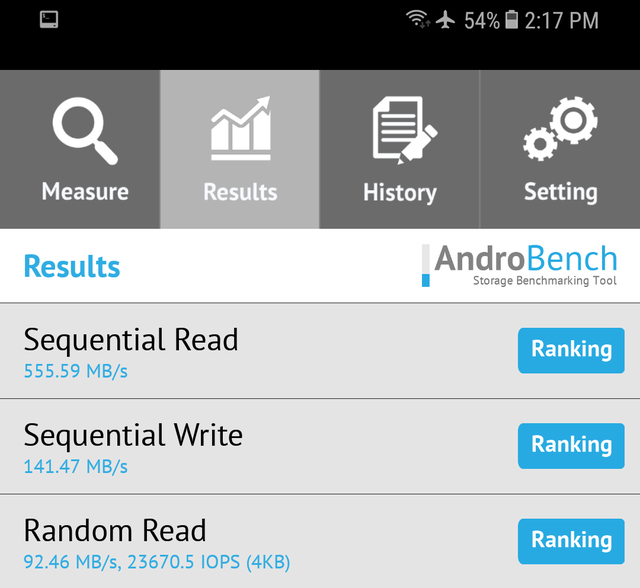 54% 2:17 PM
Measure Results History Setting
Results
AndroBench
Storage Benchmarking Tool
Sequential Read
555.59 MB/s
Ranking
Sequential Write
141.47 MB/s
Ranking
Random Read
92.46 MB/s, 23670.5 IOPS (4KB)
Ranking